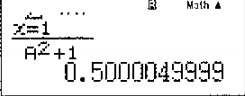 Math ▲
x=1
A²+1
0.5000049999